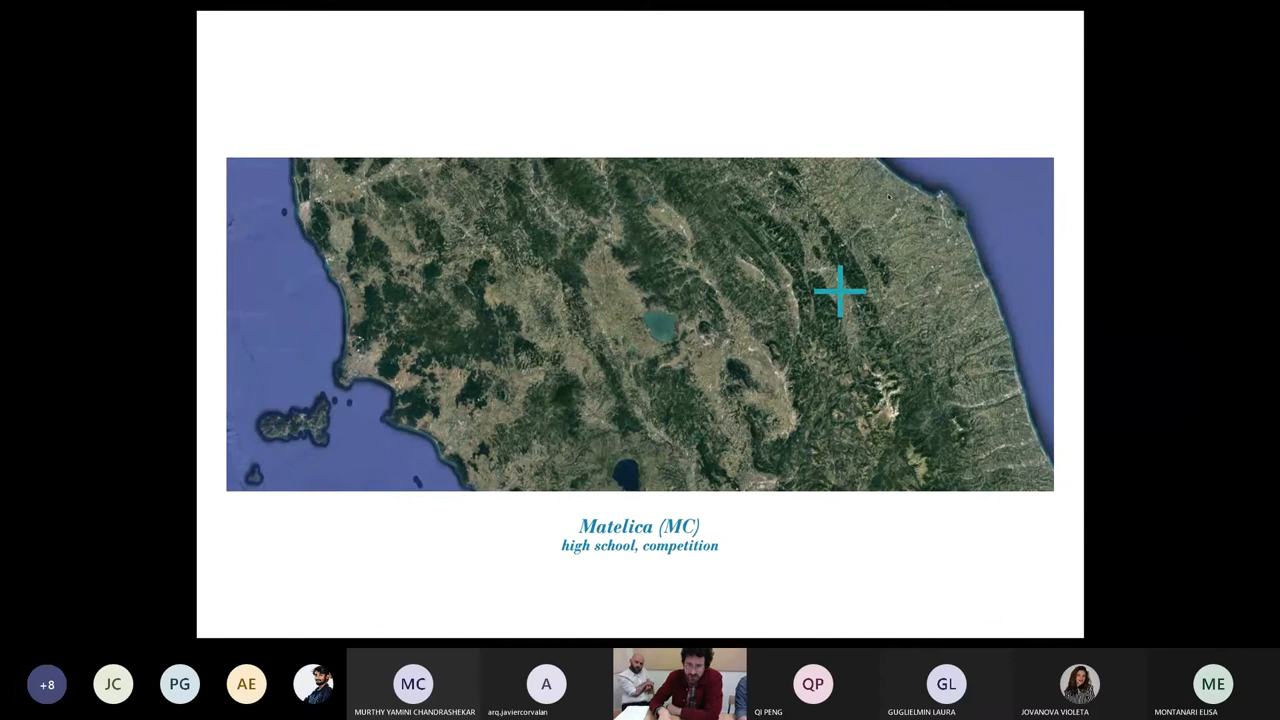 Matelica (MC)
high school, competition
+8
JC
PG
AE
MC
MURTHY YAMINI CHANDRASHEKAR
A
arq.javiercorvalan
QP
QI PENG
GL
GUGLIELMIN LAURA
JOVANOVA VIOLETA
ME
MONTANARI ELISA